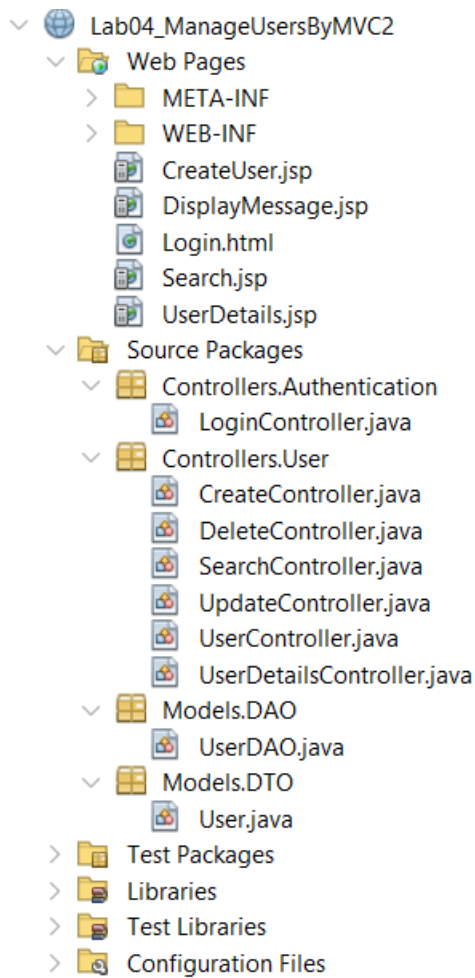 Lab04_ManageUsersByMVC2
Web Pages
META-INF
WEB-INF
CreateUser.jsp
DisplayMessage.jsp
Login.html
Search.jsp
UserDetails.jsp
Source Packages
Controllers.Authentication
LoginController.java
Controllers.User
CreateController.java
DeleteController.java
SearchController.java
UpdateController.java
UserController.java
UserDetailsController.java
Models.DAO
UserDAO.java
Models.DTO
User.java
Test Packages
Libraries
Test Libraries
Configuration Files